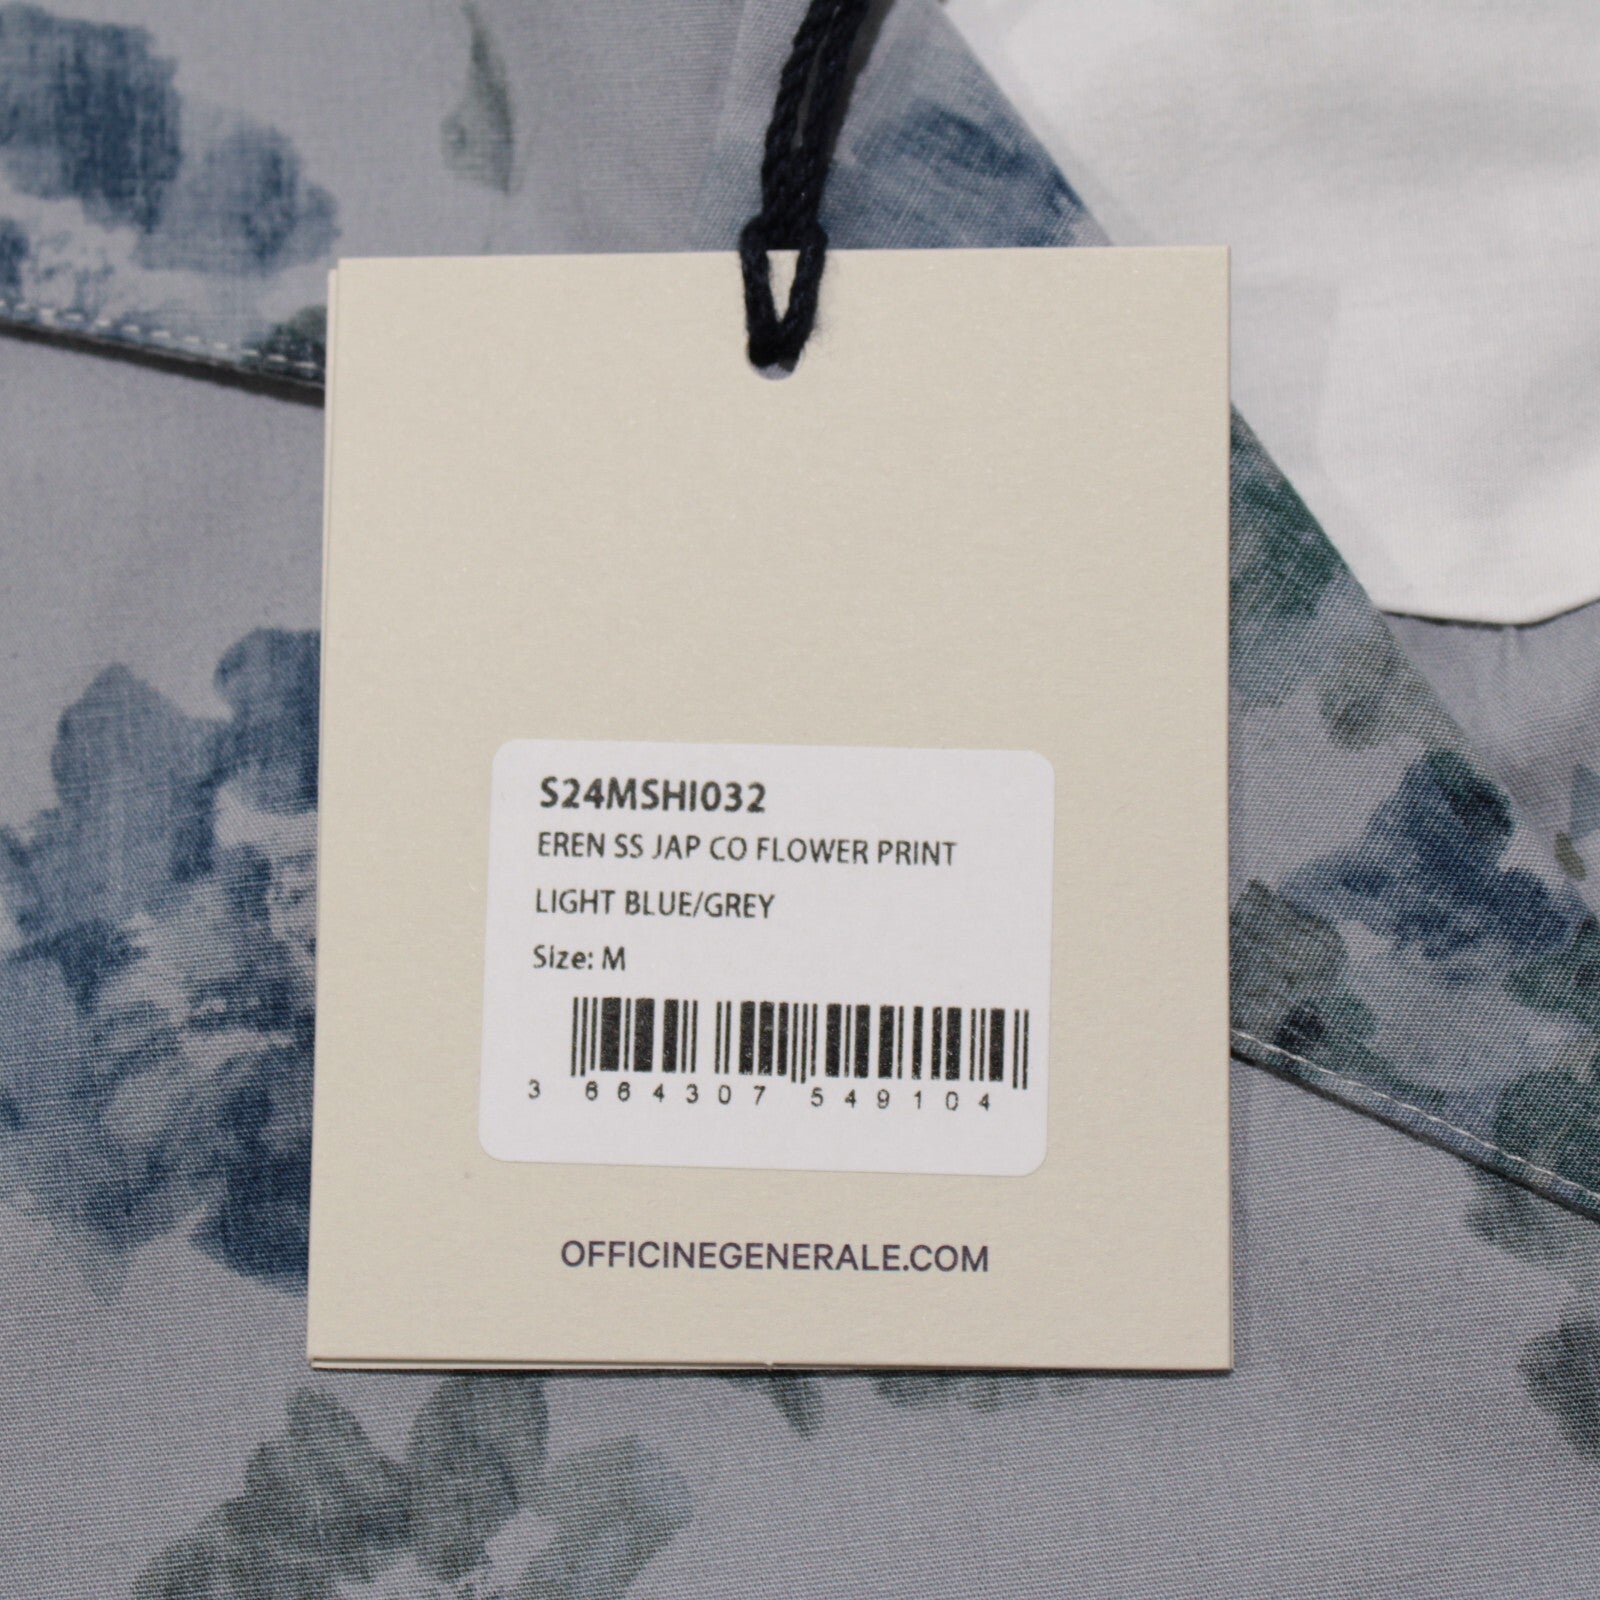 S24MSHI032
EREN SS JAP CO FLOWER PRINT
LIGHT BLUE/GREY
Size: M
3 664307 549104
OFFICINEGENERALE.COM